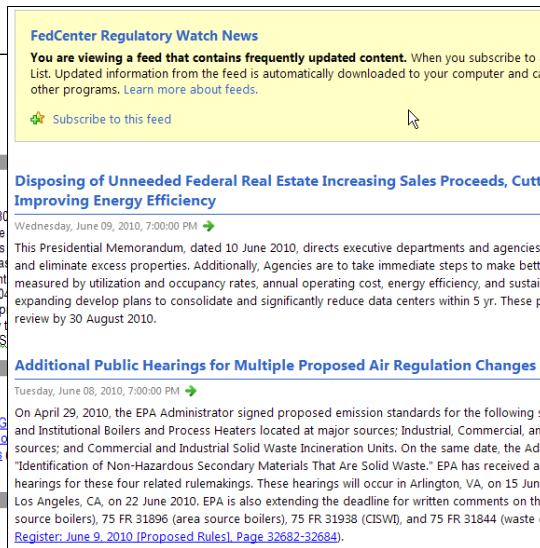 FedCenter Regulatory Watch News
You are viewing a feed that contains frequently updated content. When you subscribe to
List. Updated information from the feed is automatically downloaded to your computer and
other programs. Learn more about feeds.
Subscribe to this feed
Disposing of Unneeded Federal Real Estate Increasing Sales Proceeds,
Improving Energy Efficiency
Wednesday, June 09, 2010, 7:00:00 PM
This Presidential Memorandum, dated 10 June 2010, directs executive departments and agencies
and eliminate excess properties. Additionally, Agencies are to take immediate steps to make
measured by utilization and occupancy rates, annual operating cost, energy efficiency, and
expanding develop plans to consolidate and significantly reduce data centers within 5 yr. These
review by 30 August 2010.
Additional Public Hearings for Multiple Proposed Air Regulation Changes
Tuesday, June 08, 2010, 7:00:00 PM
On April 29, 2010, the EPA Administrator signed proposed emission standards for the following
and Institutional Boilers and Process Heaters located at major sources; Industrial, Commercial,
sources; and Commercial and Industrial Solid Waste Incineration Units. On the same date, the
"Identification of Non-Hazardous Secondary Materials That Are Solid Waste." EPA has received
hearings for these four related rulemakings. These hearings will occur in Arlington, VA, on 15
Los Angeles, CA, on 22 June 2010. EPA is also extending the deadline for written comments on
source boilers), 75 FR 31896 (area source boilers), 75 FR 31938 (CISWI), and 75 FR 31844 (waste
Register: June 9, 2010 [Proposed Rules], Page 32682-32684).